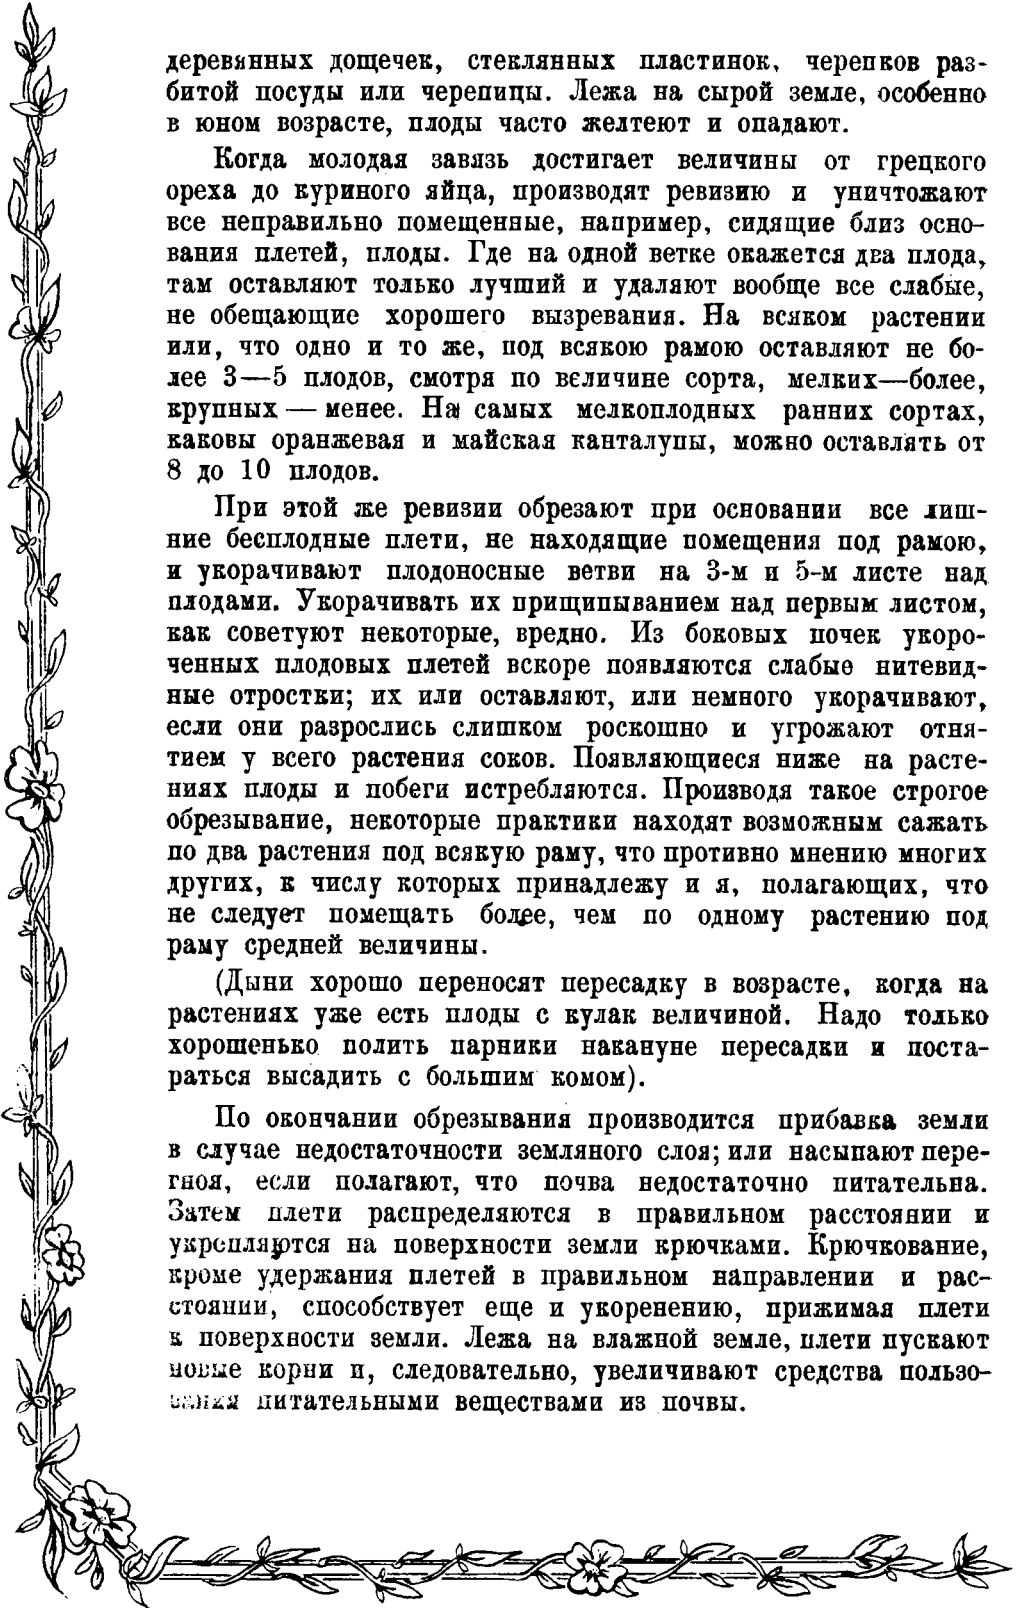 деревянных дощечек, стеклянных пластинок, черепков раз-
битой посуды или черепицы. Лежа на сырой земле, особенно
в юном возрасте, плоды часто желтеют и опадают.
Когда молодая завязь достигает величины от грецкого
ореха до куриного яйца, производят ревизию и уничтожают
все неправильно помещенные, например, сидящие близ осно-
вания плетей, плоды. Где на одной ветке окажется два плода,
там оставляют только лучший и удаляют вообще все слабые,
не обещающие хорошего вызревания. На всяком растении
или, что одно и то же, под всякою рамою оставляют не бо-
лее 3—5 плодов, смотря по величине сорта, мелких—более,
крупных — менее. На самых мелкоплодных ранних сортах,
каковы оранжевая и майская канталупы, можно оставлять от
8 до 10 плодов.
При этой же ревизии обрезают при основании все лиш-
ние бесплодные плети, не находящие помещения под рамою,
и укорачивают плодоносные ветви на 3-м и 5-м листе над
плодами. Укорачивать их прищипыванием над первым листом,
как советуют некоторые, вредно. Из боковых почек укоро-
ченных плодовых плетей вскоре появляются слабые нитевид-
ные отростки; их или оставляют, или немного укорачивают,
если они разрослись слишком роскошно и угрожают отня-
тием у всего растения соков. Появляющиеся ниже на расте-
ниях плоды и побеги истребляются. Производя такое строгое
обрезывание, некоторые практики находят возможным сажать
по два растения под всякую раму, что противно мнению многих
других, к числу которых принадлежу и я, полагающих, что
не следует помещать более, чем по одному растению под
раму средней величины.
(Дыни хорошо переносят пересадку в возрасте, когда на
растениях уже есть плоды с кулак величиной. Надо только
хорошенько полить парники накануне пересадки и поста-
раться высадить с большим комом).
По окончании обрезывания производится прибавка земли
в случае недостаточности земляного слоя; или насыпают пере-
гноя, если полагают, что почва недостаточно питательна.
Затем плети распределяются в правильном расстоянии и
укрепляются на поверхности земли крючками. Крючкование,
кроме удержания плетей в правильном направлении и рас-
стоянии, способствует еще и укоренению, прижимая плети
к поверхности земли. Лежа на влажной земле, плети пускают
новые корни и, следовательно, увеличивают средства пользо-
вания питательными веществами из почвы.